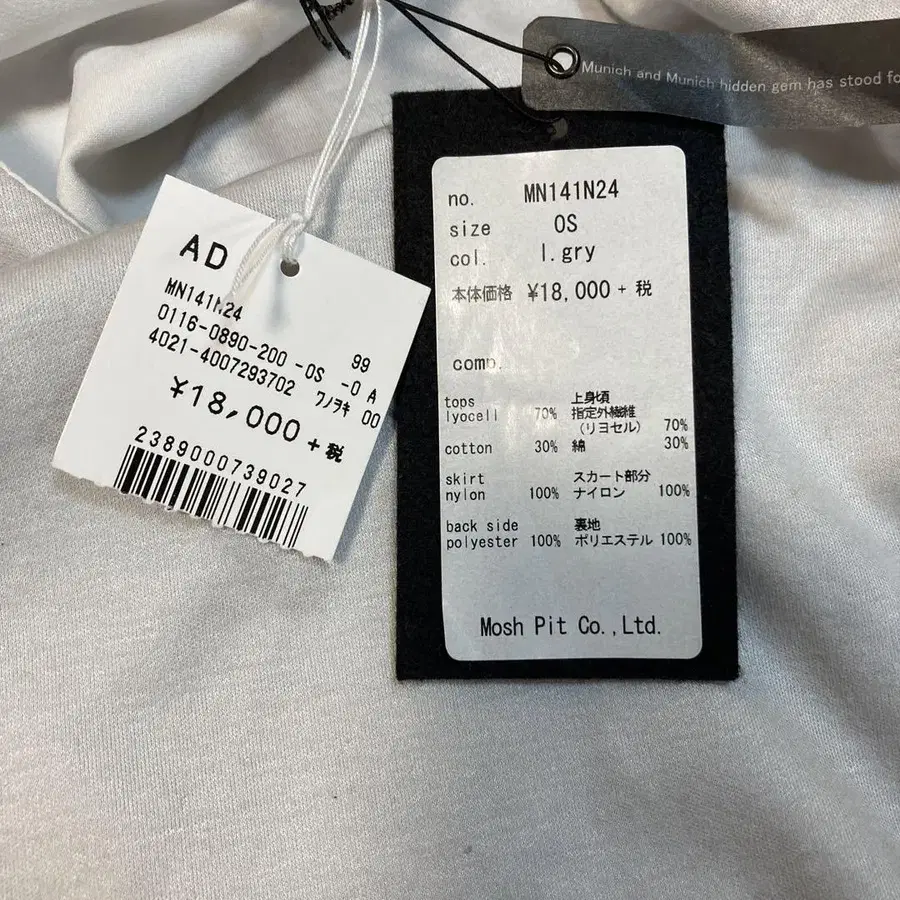 Munich and Munich hidden gem has stood fo
AD
MN141N24
0116-0890-200 -0S -0 A
99
4021-4007293702 ワノヲキ 00
¥18,000 + 税
2389000739027
no. MN141N24
size 0S
col. l.gry
本体価格 ¥18,000 + 税
comp.
tops 上身頃
lyocell 70% 指定外繊維
(リヨセル) 70%
cotton 30% 綿 30%
skirt スカート部分
nylon 100% ナイロン 100%
back side 裏地
polyester 100% ポリエステル 100%
Mosh Pit Co.,Ltd.